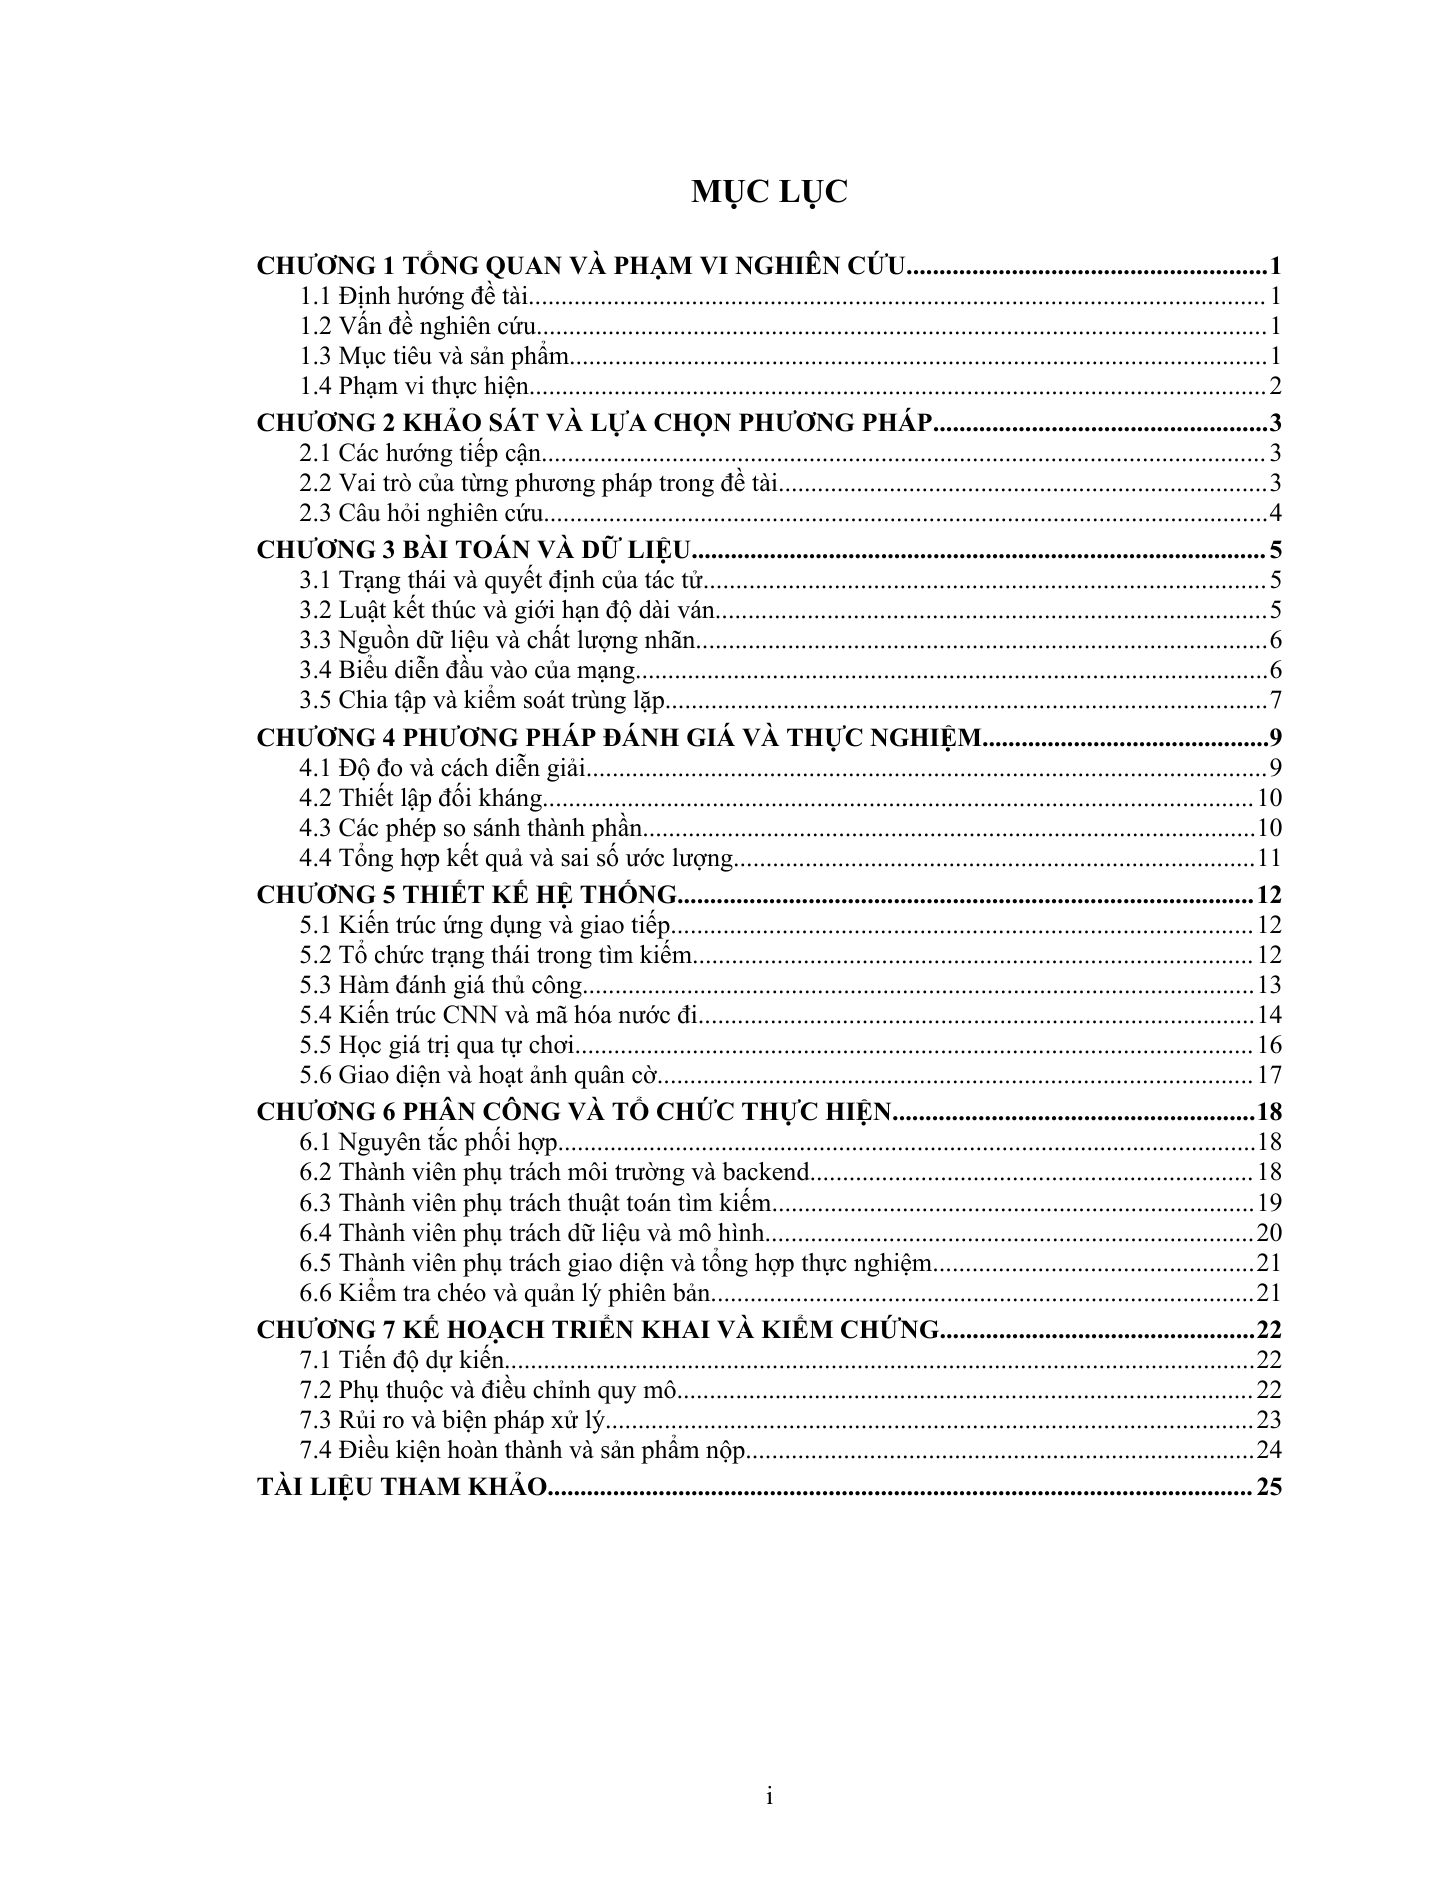 MỤC LỤC
CHƯƠNG 1 TỔNG QUAN VÀ PHẠM VI NGHIÊN CỨU.......................................................1
1.1 Định hướng đề tài................................................................................................................ 1
1.2 Vấn đề nghiên cứu...............................................................................................................1
1.3 Mục tiêu và sản phẩm..........................................................................................................1
1.4 Phạm vi thực hiện................................................................................................................2
CHƯƠNG 2 KHẢO SÁT VÀ LỰA CHỌN PHƯƠNG PHÁP...................................................3
2.1 Các hướng tiếp cận.............................................................................................................. 3
2.2 Vai trò của từng phương pháp trong đề tài..........................................................................3
2.3 Câu hỏi nghiên cứu..............................................................................................................4
CHƯƠNG 3 BÀI TOÁN VÀ DỮ LIỆU....................................................................................... 5
3.1 Trạng thái và quyết định của tác tử.....................................................................................5
3.2 Luật kết thúc và giới hạn độ dài ván....................................................................................5
3.3 Nguồn dữ liệu và chất lượng nhãn.......................................................................................6
3.4 Biểu diễn đầu vào của mạng................................................................................................6
3.5 Chia tập và kiểm soát trùng lặp............................................................................................7
CHƯƠNG 4 PHƯƠNG PHÁP ĐÁNH GIÁ VÀ THỰC NGHIỆM...........................................9
4.1 Độ đo và cách diễn giải........................................................................................................9
4.2 Thiết lập đối kháng............................................................................................................ 10
4.3 Các phép so sánh thành phần.............................................................................................10
4.4 Tổng hợp kết quả và sai số ước lượng...............................................................................11
CHƯƠNG 5 THIẾT KẾ HỆ THỐNG........................................................................................12
5.1 Kiến trúc ứng dụng và giao tiếp........................................................................................ 12
5.2 Tổ chức trạng thái trong tìm kiếm..................................................................................... 12
5.3 Hàm đánh giá thủ công......................................................................................................13
5.4 Kiến trúc CNN và mã hóa nước đi.....................................................................................14
5.5 Học giá trị qua tự chơi....................................................................................................... 16
5.6 Giao diện và hoạt ảnh quân cờ.......................................................................................... 17
CHƯƠNG 6 PHÂN CÔNG VÀ TỔ CHỨC THỰC HIỆN.......................................................18
6.1 Nguyên tắc phối hợp..........................................................................................................18
6.2 Thành viên phụ trách môi trường và backend................................................................... 18
6.3 Thành viên phụ trách thuật toán tìm kiếm.........................................................................19
6.4 Thành viên phụ trách dữ liệu và mô hình..........................................................................20
6.5 Thành viên phụ trách giao diện và tổng hợp thực nghiệm.................................................21
6.6 Kiểm tra chéo và quản lý phiên bản...................................................................................21
CHƯƠNG 7 KẾ HOẠCH TRIỂN KHAI VÀ KIỂM CHỨNG................................................22
7.1 Tiến độ dự kiến..................................................................................................................22
7.2 Phụ thuộc và điều chỉnh quy mô....................................................................................... 22
7.3 Rủi ro và biện pháp xử lý.................................................................................................. 23
7.4 Điều kiện hoàn thành và sản phẩm nộp.............................................................................24
TÀI LIỆU THAM KHẢO........................................................................................................... 25
i